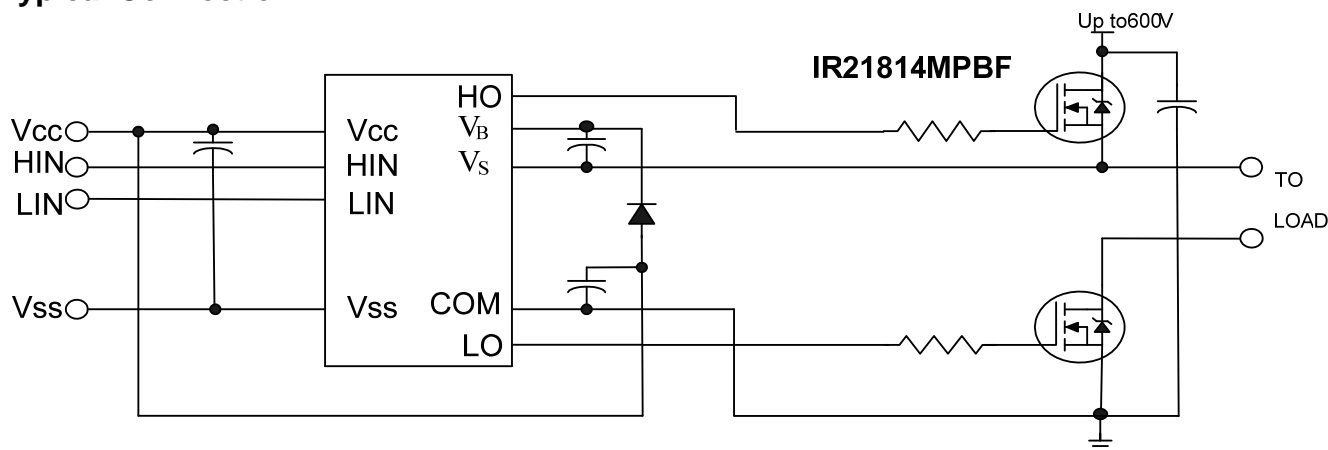 Up to600V
IR21814MPBF
HO
Vcc Vcc VB
HIN HIN VS
LIN LIN
TO
LOAD
Vss Vss COM
LO